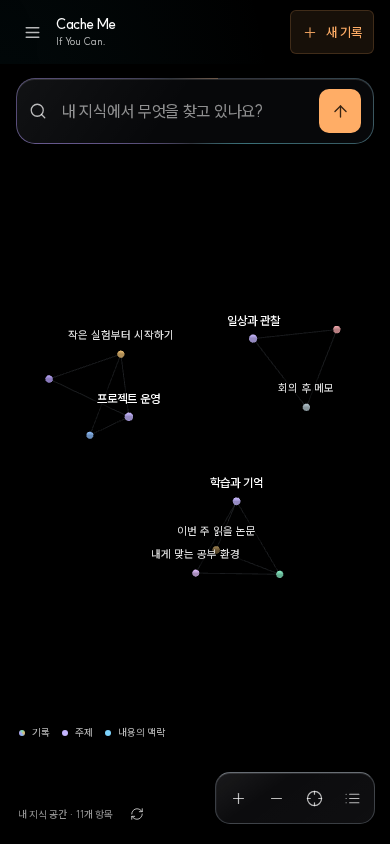 Cache Me
If You Can.
새 기록
내 지식에서 무엇을 찾고 있나요?
일상과 관찰
작은 실험부터 시작하기
회의 후 메모
프로젝트 운영
학습과 기억
이번 주 읽을 논문
내게 맞는 공부 환경
기록
주제
내용의 맥락
내 지식 공간 · 11개 항목